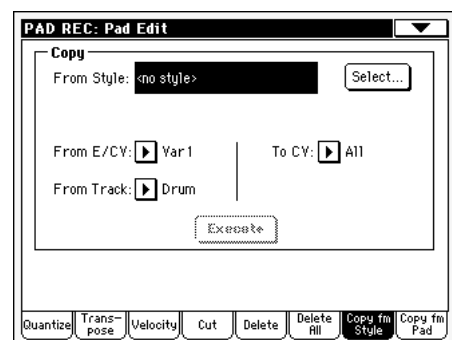 PAD REC: Pad Edit
Copy
From Style: <no style> Select...
From E/CV: Var1 To CV: All
From Track: Drum
Execute
Quantize Trans-pose Velocity Cut Delete Delete All Copy fm Style Copy fm Pad